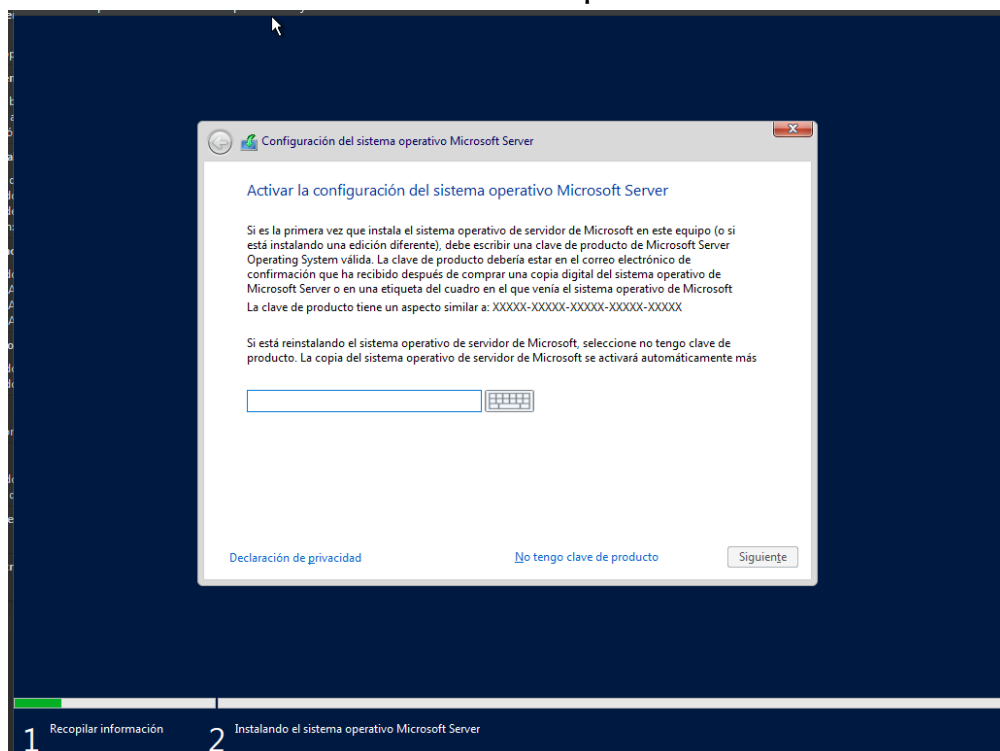 Configuración del sistema operativo Microsoft Server
Activar la configuración del sistema operativo Microsoft Server
Si es la primera vez que instala el sistema operativo de servidor de Microsoft en este equipo (o si
está instalando una edición diferente), debe escribir una clave de producto de Microsoft Server
Operating System válida. La clave de producto debería estar en el correo electrónico de
confirmación que ha recibido después de comprar una copia digital del sistema operativo de
Microsoft Server o en una etiqueta del cuadro en el que venía el sistema operativo de Microsoft
La clave de producto tiene un aspecto similar a: XXXXX-XXXXX-XXXXX-XXXXX-XXXXX
Si está reinstalando el sistema operativo de servidor de Microsoft, seleccione no tengo clave de
producto. La copia del sistema operativo de servidor de Microsoft se activará automáticamente más
Declaración de privacidad
No tengo clave de producto
Siguiente
1 Recopilar información
2 Instalando el sistema operativo Microsoft Server